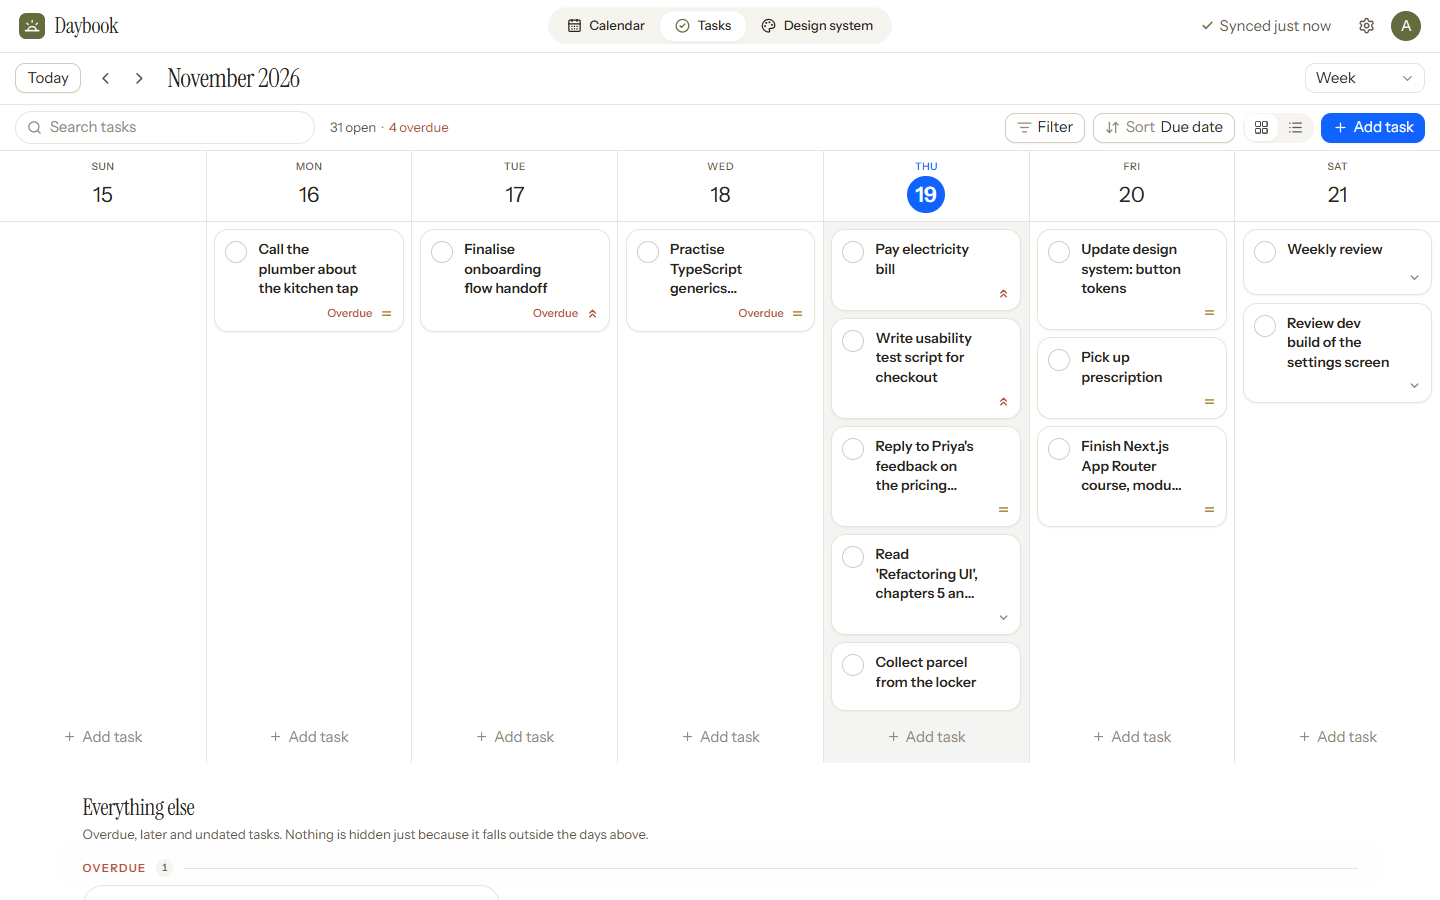 Daybook
Calendar
Tasks
Design system
Synced just now
A
Today
November 2026
Week
Search tasks
31 open · 4 overdue
Filter
Sort Due date
+ Add task
SUN
15
MON
16
TUE
17
WED
18
THU
19
FRI
20
SAT
21
Call the
plumber about
the kitchen tap
Overdue
Finalise
onboarding
flow handoff
Overdue
Practise
TypeScript
generics...
Overdue
Pay electricity
bill
Write usability
test script for
checkout
Reply to Priya's
feedback on
the pricing...
Read
'Refactoring UI',
chapters 5 an...
Collect parcel
from the locker
Update design
system: button
tokens
Pick up
prescription
Finish Next.js
App Router
course, modu...
Weekly review
Review dev
build of the
settings screen
+ Add task
+ Add task
+ Add task
+ Add task
+ Add task
+ Add task
+ Add task
Everything else
Overdue, later and undated tasks. Nothing is hidden just because it falls outside the days above.
OVERDUE 1